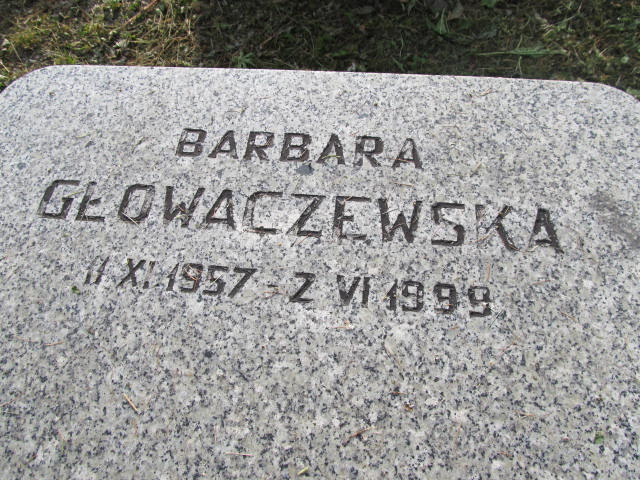 BARBARA
GŁOWACZEWSKA
11 XI 1957 - 2 VI 1999